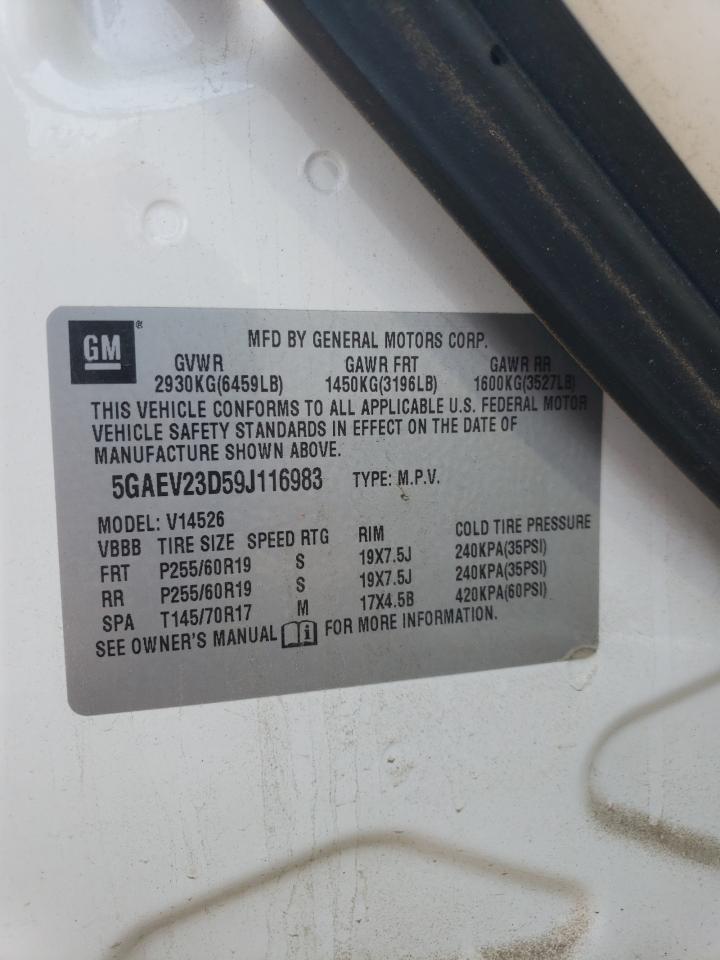 GM ®
MFD BY GENERAL MOTORS CORP.
GVWR GAWR FRT GAWR RR
2930KG(6459LB) 1450KG(3196LB) 1600KG(3527LB)
THIS VEHICLE CONFORMS TO ALL APPLICABLE U.S. FEDERAL MOTOR
VEHICLE SAFETY STANDARDS IN EFFECT ON THE DATE OF
MANUFACTURE SHOWN ABOVE.
5GAEV23D59J116983 TYPE: M.P.V.
MODEL: V14526
VBBB TIRE SIZE SPEED RTG RIM COLD TIRE PRESSURE
FRT P255/60R19 S 19X7.5J 240KPA(35PSI)
RR P255/60R19 S 19X7.5J 240KPA(35PSI)
SPA T145/70R17 M 17X4.5B 420KPA(60PSI)
SEE OWNER'S MANUAL i FOR MORE INFORMATION.